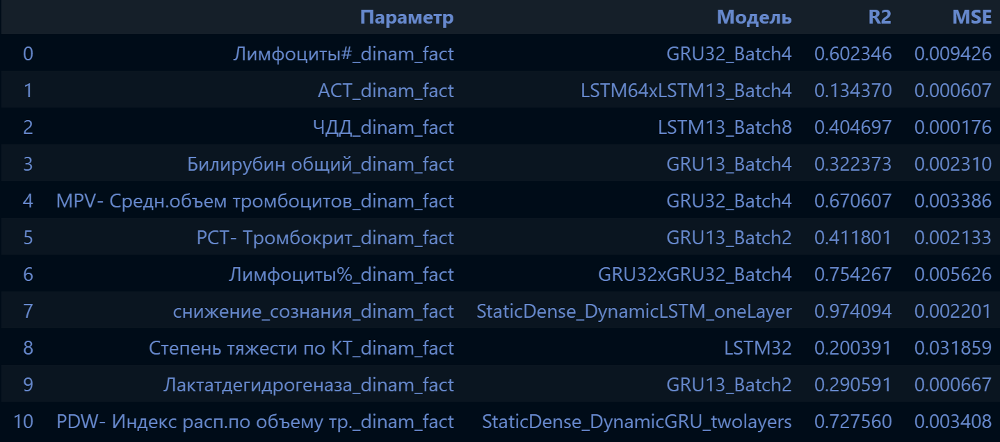 Параметр Модель R2 MSE
0 Лимфоциты#_dinam_fact GRU32_Batch4 0.602346 0.009426
1 АСТ_dinam_fact LSTM64xLSTM13_Batch4 0.134370 0.000607
2 ЧДД_dinam_fact LSTM13_Batch8 0.404697 0.000176
3 Билирубин общий_dinam_fact GRU13_Batch4 0.322373 0.002310
4 MPV- Средн.объем тромбоцитов_dinam_fact GRU32_Batch4 0.670607 0.003386
5 PCT- Тромбокрит_dinam_fact GRU13_Batch2 0.411801 0.002133
6 Лимфоциты%_dinam_fact GRU32xGRU32_Batch4 0.754267 0.005626
7 снижение_сознания_dinam_fact StaticDense_DynamicLSTM_oneLayer 0.974094 0.002201
8 Степень тяжести по КТ_dinam_fact LSTM32 0.200391 0.031859
9 Лактатдегидрогеназа_dinam_fact GRU13_Batch2 0.290591 0.000667
10 PDW- Индекс расп.по объему тр._dinam_fact StaticDense_DynamicGRU_twolayers 0.727560 0.003408